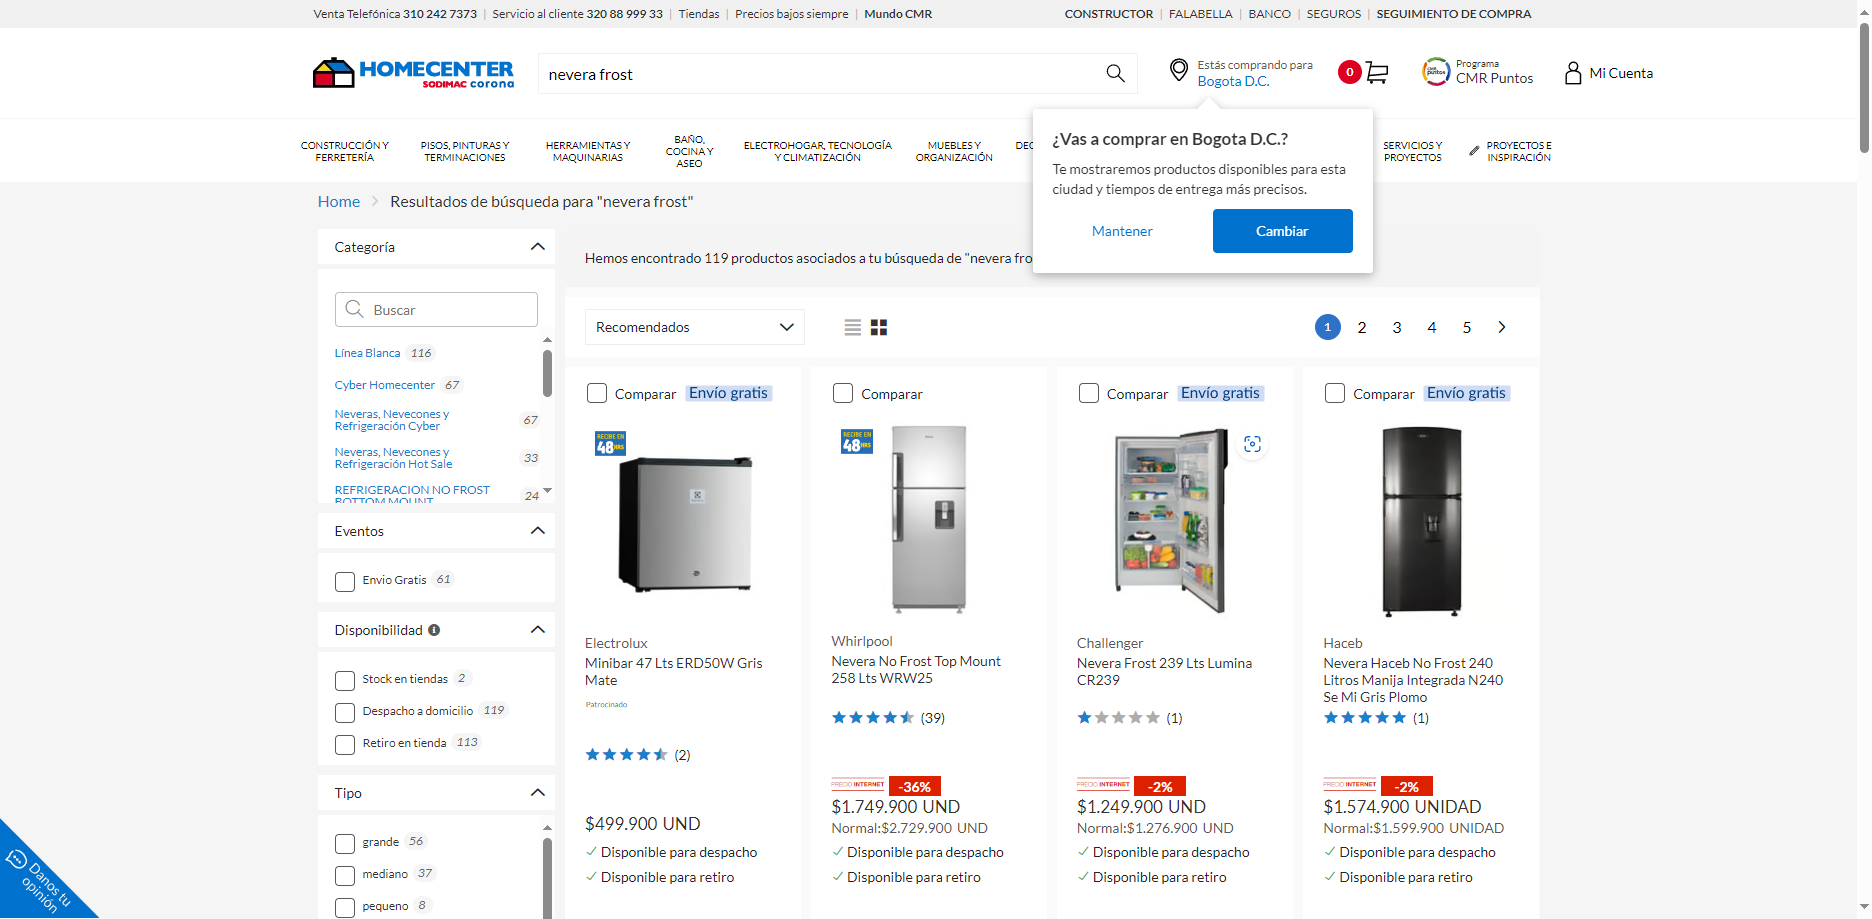 Venta Telefónica 310 242 7373 | Servicio al cliente 320 88 999 33 | Tiendas | Precios bajos siempre | Mundo CMR
CONSTRUCTOR | FALABELLA | BANCO | SEGUROS | SEGUIMIENTO DE COMPRA
HOMECENTER
SODIMAC corona
nevera frost
Estás comprando para
Bogota D.C.
0
CMR puntos
Programa
CMR Puntos
Mi Cuenta
CONSTRUCCIÓN Y
FERRETERÍA
PISOS, PINTURAS Y
TERMINACIONES
HERRAMIENTAS Y
MAQUINARIAS
BAÑO,
COCINA Y
ASEO
ELECTROHOGAR, TECNOLOGÍA
Y CLIMATIZACIÓN
MUEBLES Y
ORGANIZACIÓN
DEC
SERVICIOS Y
PROYECTOS
PROYECTOS E
INSPIRACIÓN
¿Vas a comprar en Bogota D.C.?
Te mostraremos productos disponibles para esta
ciudad y tiempos de entrega más precisos.
Mantener
Cambiar
Home > Resultados de búsqueda para "nevera frost"
Categoría
Buscar
Línea Blanca 116
Cyber Homecenter 67
Neveras, Nevecones y
Refrigeración Cyber 67
Neveras, Nevecones y
Refrigeración Hot Sale 33
REFRIGERACION NO FROST
BOTTOM MOUNT 24
Eventos
Envio Gratis 61
Disponibilidad
Stock en tiendas 2
Despacho a domicilio 119
Retiro en tienda 113
Tipo
grande 56
mediano 37
pequeno 8
Danos tu
opinión
Hemos encontrado 119 productos asociados a tu búsqueda de "nevera fro
Recomendados
1 2 3 4 5
Comparar Envío gratis
RECIBE EN
48HRS
Electrolux
Minibar 47 Lts ERD50W Gris
Mate
Patrocinado
(2)
$499.900 UND
Disponible para despacho
Disponible para retiro
Comparar
RECIBE EN
48HRS
Whirlpool
Nevera No Frost Top Mount
258 Lts WRW25
(39)
PRECIO INTERNET -36%
$1.749.900 UND
Normal:$2.729.900 UND
Disponible para despacho
Disponible para retiro
Comparar Envío gratis
Challenger
Nevera Frost 239 Lts Lumina
CR239
(1)
PRECIO INTERNET -2%
$1.249.900 UND
Normal:$1.276.900 UND
Disponible para despacho
Disponible para retiro
Comparar Envío gratis
Haceb
Nevera Haceb No Frost 240
Litros Manija Integrada N240
Se Mi Gris Plomo
(1)
PRECIO INTERNET -2%
$1.574.900 UNIDAD
Normal:$1.599.900 UNIDAD
Disponible para despacho
Disponible para retiro